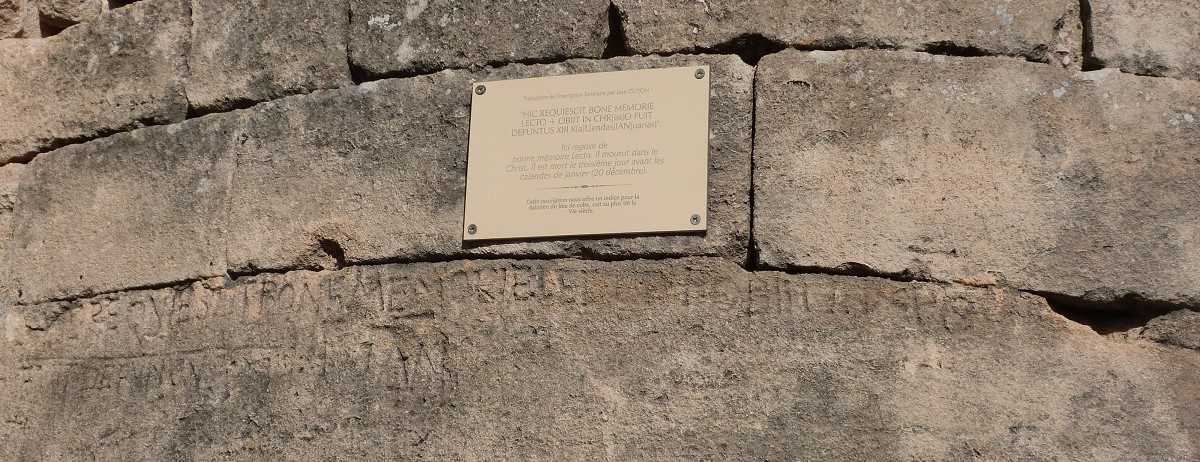 Traduction de l'inscription funéraire par Jean GUYON :
"HIC REQUIESCIT BONE MEMORIE
LECTO + OBIIT IN CHR[ist]O FUIT
DEFUNTUS XIII K[a]L[endas]IAN[uarias]".
Ici repose de
bonne mémoire Lecto. Il mourut dans le
Christ. Il est mort le troisième jour avant les
calendes de janvier (20 décembre).
Cette inscription nous offre un indice pour la
datation du lieu de culte, soit au plus tôt le
VIe siècle.
REQVIESCIT BONE MEMORIE